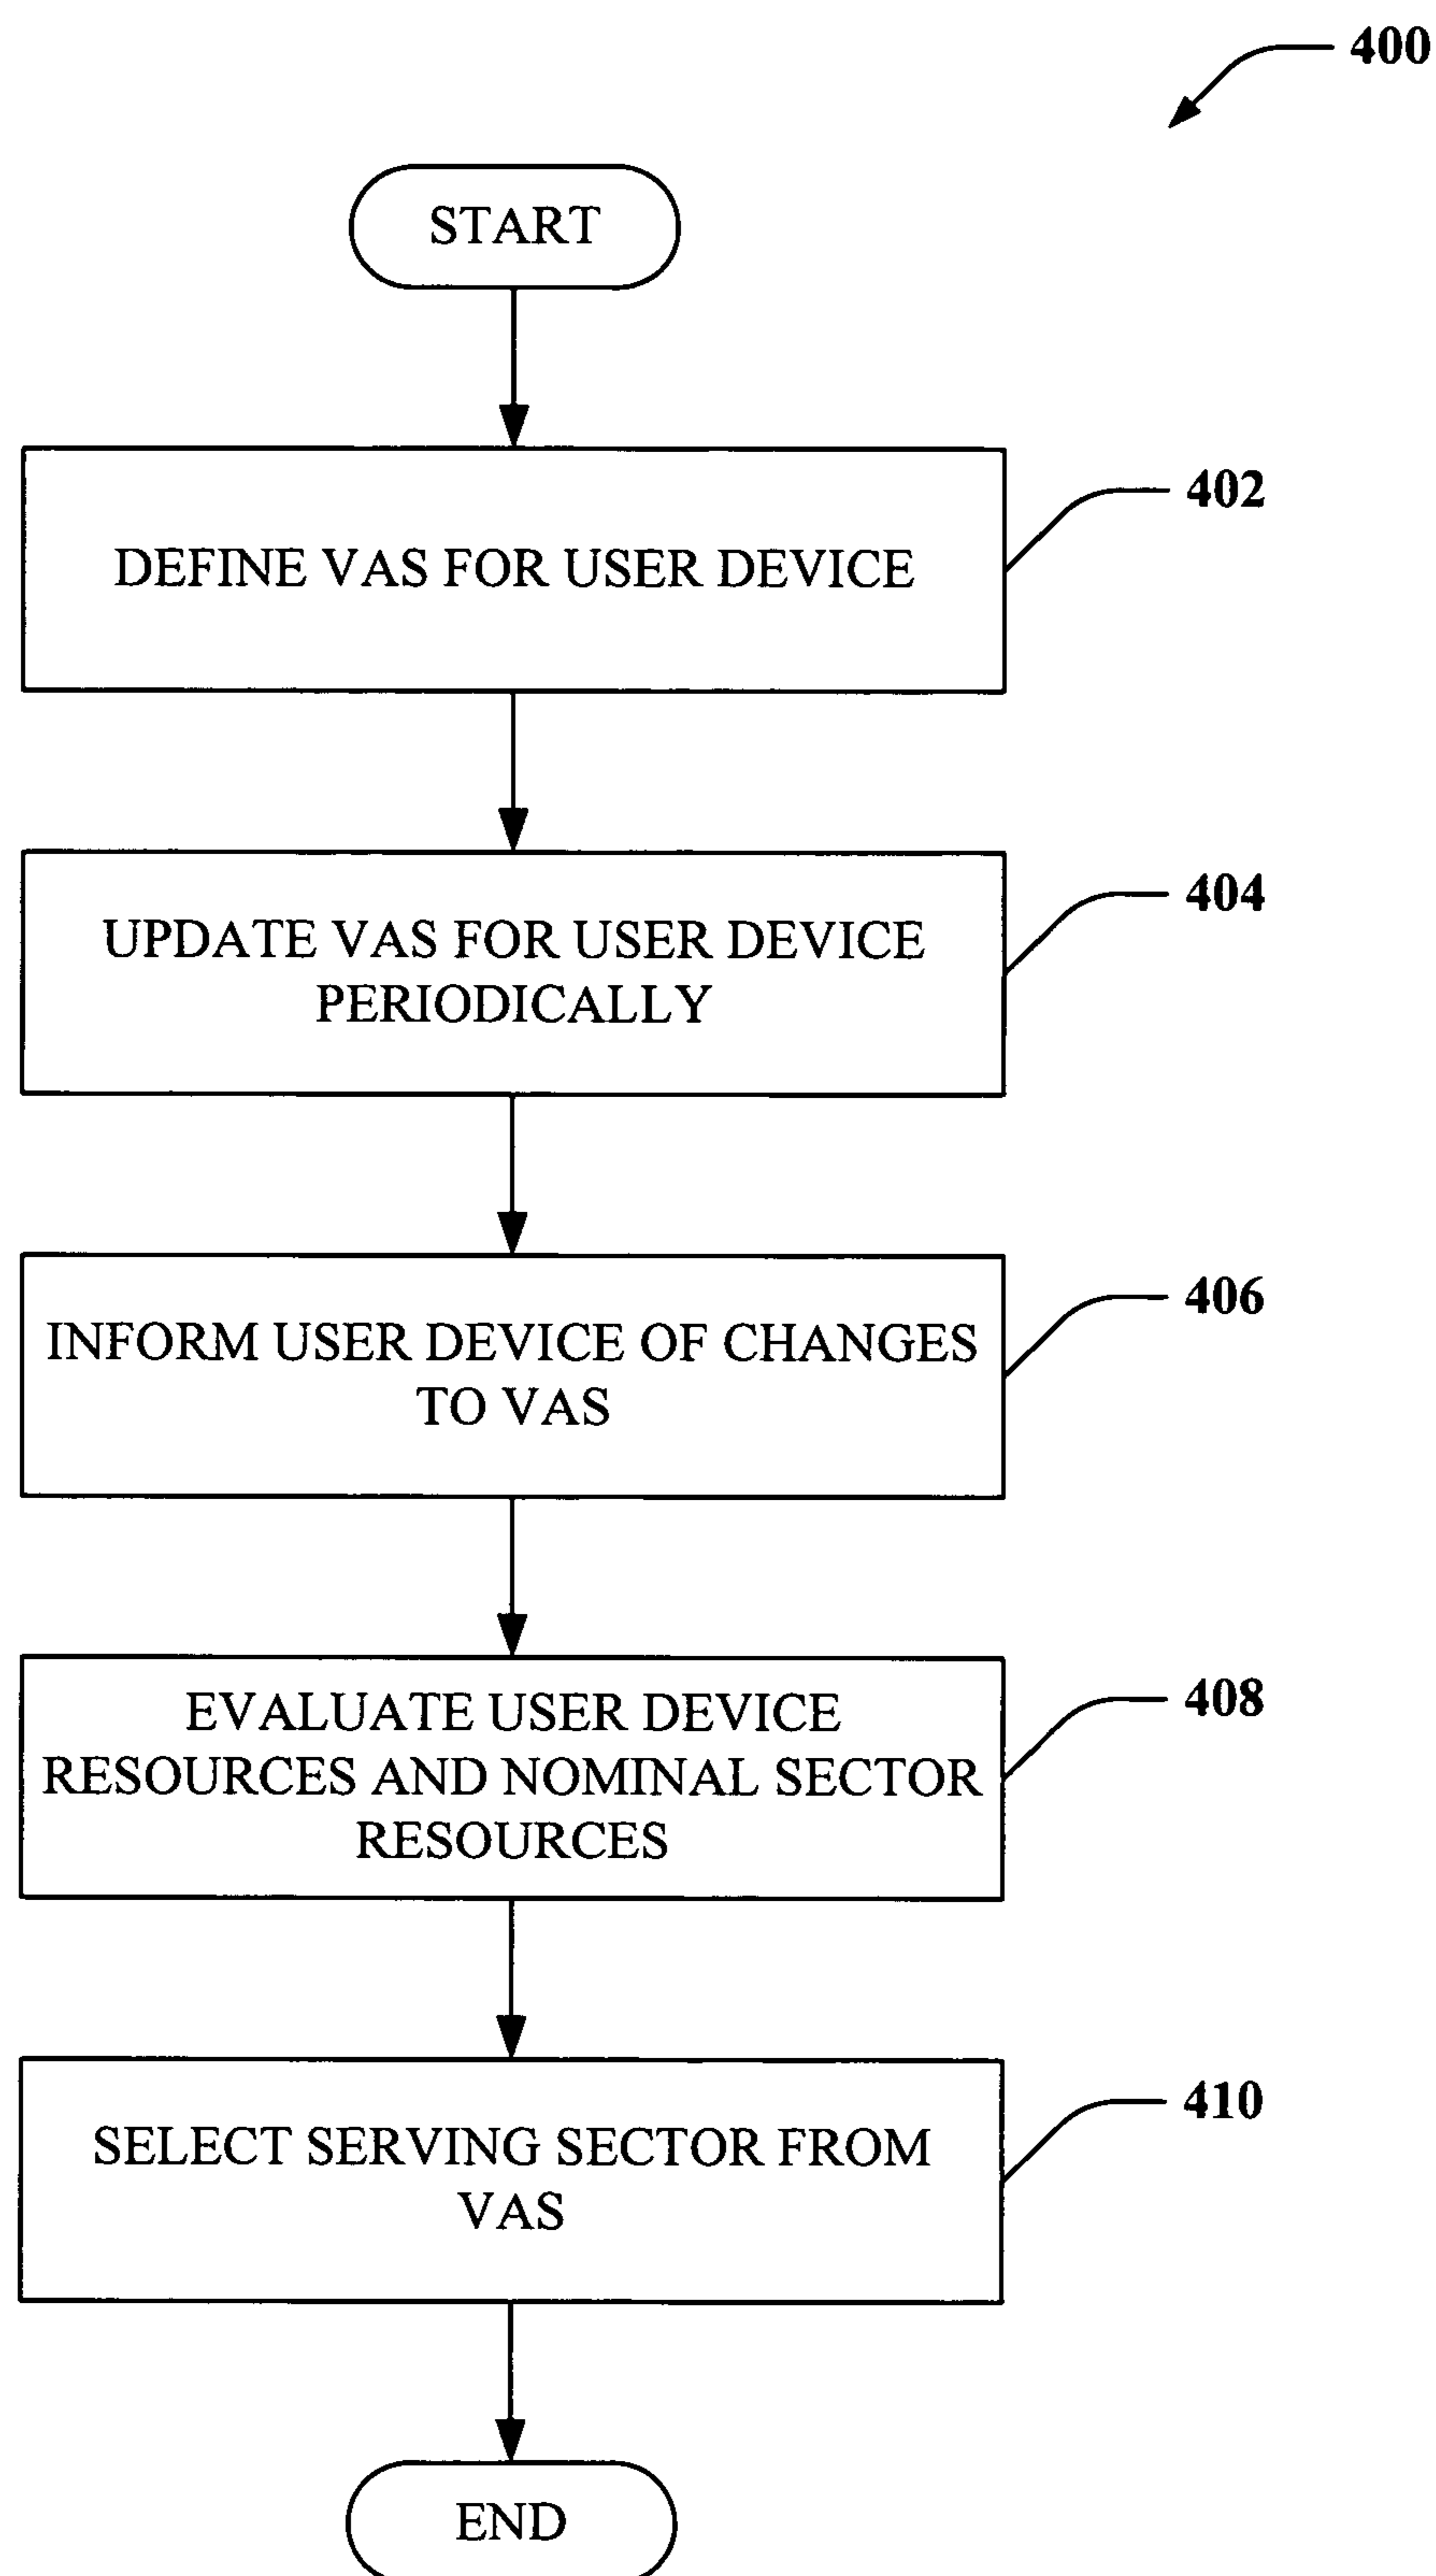 400
START
DEFINE VAS FOR USER DEVICE
402
UPDATE VAS FOR USER DEVICE
PERIODICALLY
404
INFORM USER DEVICE OF CHANGES
TO VAS
406
EVALUATE USER DEVICE
RESOURCES AND NOMINAL SECTOR
RESOURCES
408
SELECT SERVING SECTOR FROM
VAS
410
END